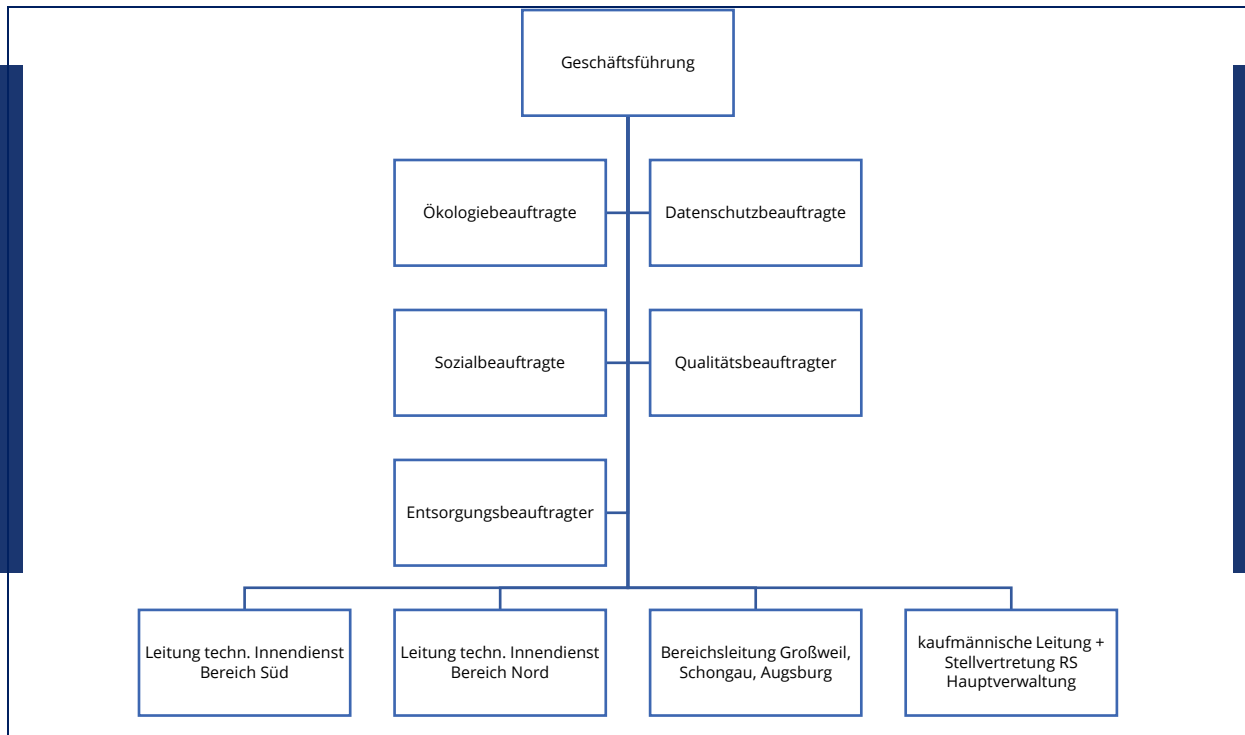 Geschäftsführung
Ökologiebeauftragte
Datenschutzbeauftragte
Sozialbeauftragte
Qualitätsbeauftragter
Entsorgungsbeauftragter
Leitung techn. Innendienst
Bereich Süd
Leitung techn. Innendienst
Bereich Nord
Bereichsleitung Großweil,
Schongau, Augsburg
kaufmännische Leitung +
Stellvertretung RS
Hauptverwaltung